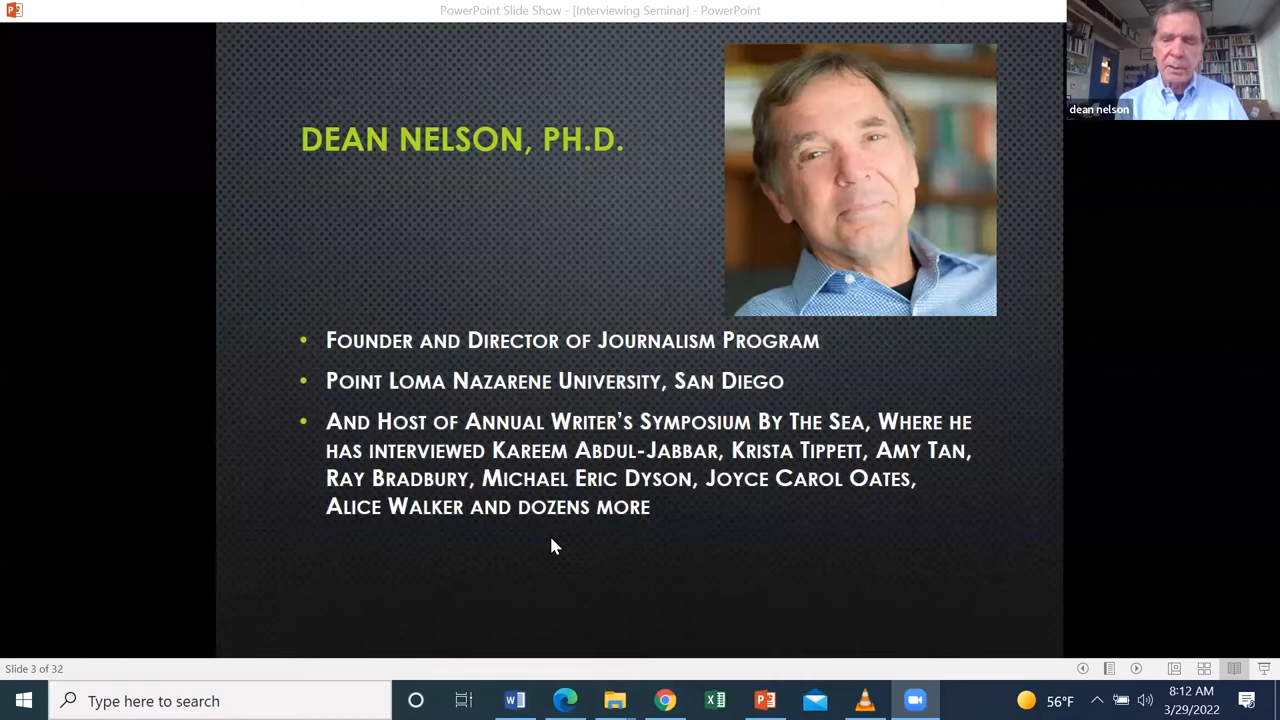 PowerPoint Slide Show - [Interviewing Seminar] - PowerPoint
dean nelson
DEAN NELSON, PH.D.
• FOUNDER AND DIRECTOR OF JOURNALISM PROGRAM
• POINT LOMA NAZARENE UNIVERSITY, SAN DIEGO
• AND HOST OF ANNUAL WRITER’S SYMPOSIUM BY THE SEA, WHERE HE
HAS INTERVIEWED KAREEM ABDUL-JABBAR, KRISTA TIPPETT, AMY TAN,
RAY BRADBURY, MICHAEL ERIC DYSON, JOYCE CAROL OATES,
ALICE WALKER AND DOZENS MORE
Slide 3 of 32
Type here to search
56°F
8:12 AM
3/29/2022